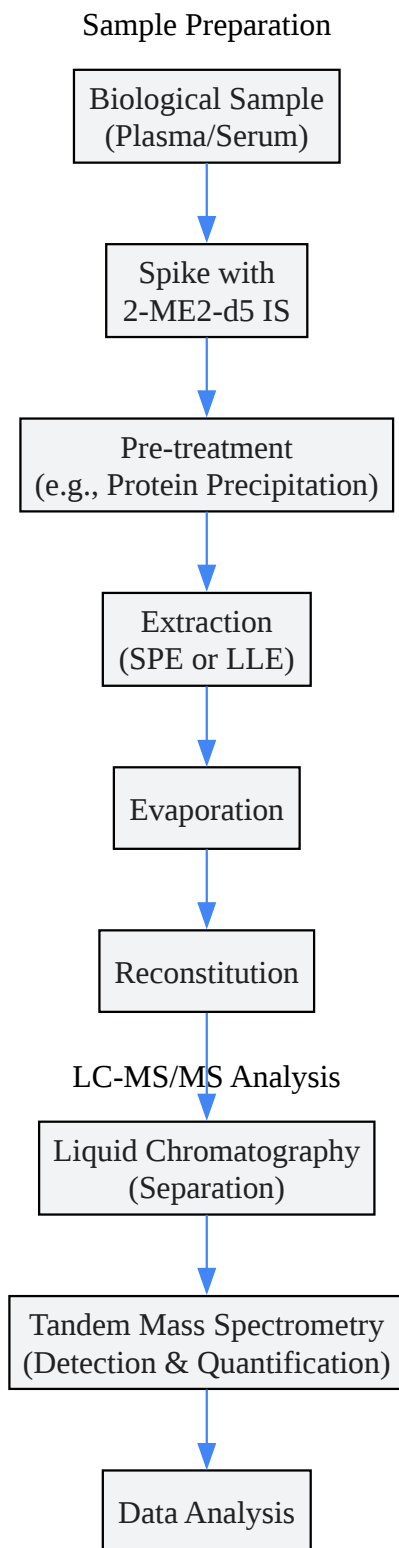 Sample Preparation
Biological Sample
(Plasma/Serum)
Spike with
2-ME2-d5 IS
Pre-treatment
(e.g., Protein Precipitation)
Extraction
(SPE or LLE)
Evaporation
Reconstitution
LC-MS/MS Analysis
Liquid Chromatography
(Separation)
Tandem Mass Spectrometry
(Detection & Quantification)
Data Analysis